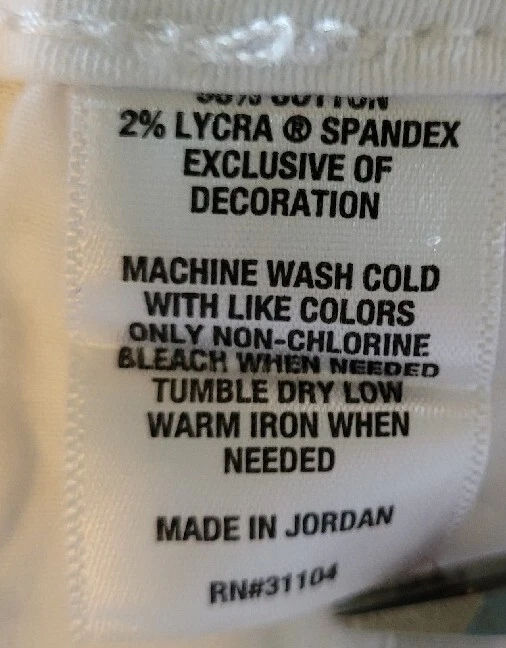 COTTON
2% LYCRA ® SPANDEX
EXCLUSIVE OF
DECORATION
MACHINE WASH COLD
WITH LIKE COLORS
ONLY NON-CHLORINE
BLEACH WHEN NEEDED
TUMBLE DRY LOW
WARM IRON WHEN
NEEDED
MADE IN JORDAN
RN#31104